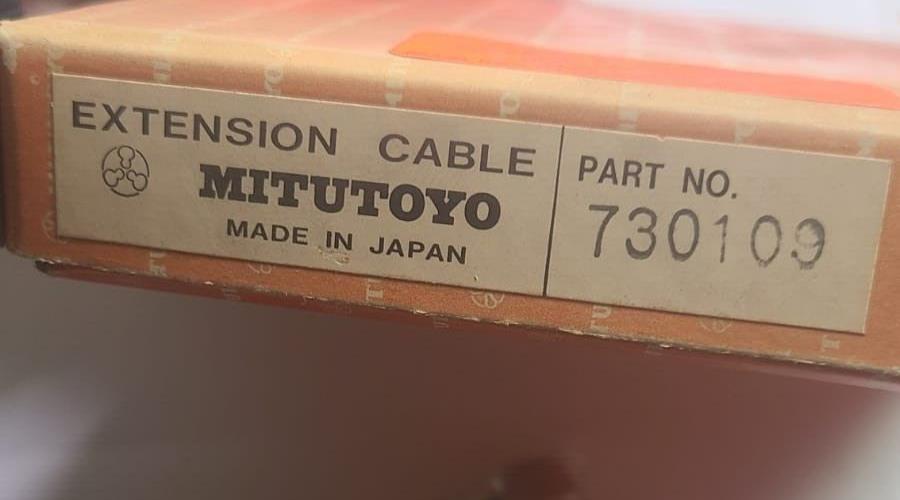 EXTENSION CABLE
MITUTOYO
MADE IN JAPAN
PART NO.
730109